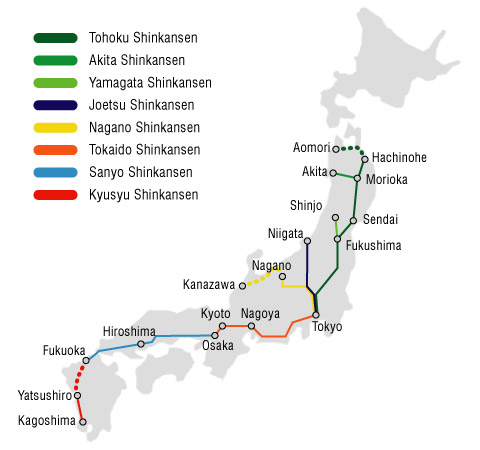 Tohoku Shinkansen
Akita Shinkansen
Yamagata Shinkansen
Joetsu Shinkansen
Nagano Shinkansen
Tokaido Shinkansen
Sanyo Shinkansen
Kyusyu Shinkansen
Aomori
Hachinohe
Akita
Morioka
Shinjo
Sendai
Niigata
Fukushima
Nagano
Kanazawa
Kyoto
Nagoya
Tokyo
Hiroshima
Osaka
Fukuoka
Yatsushiro
Kagoshima